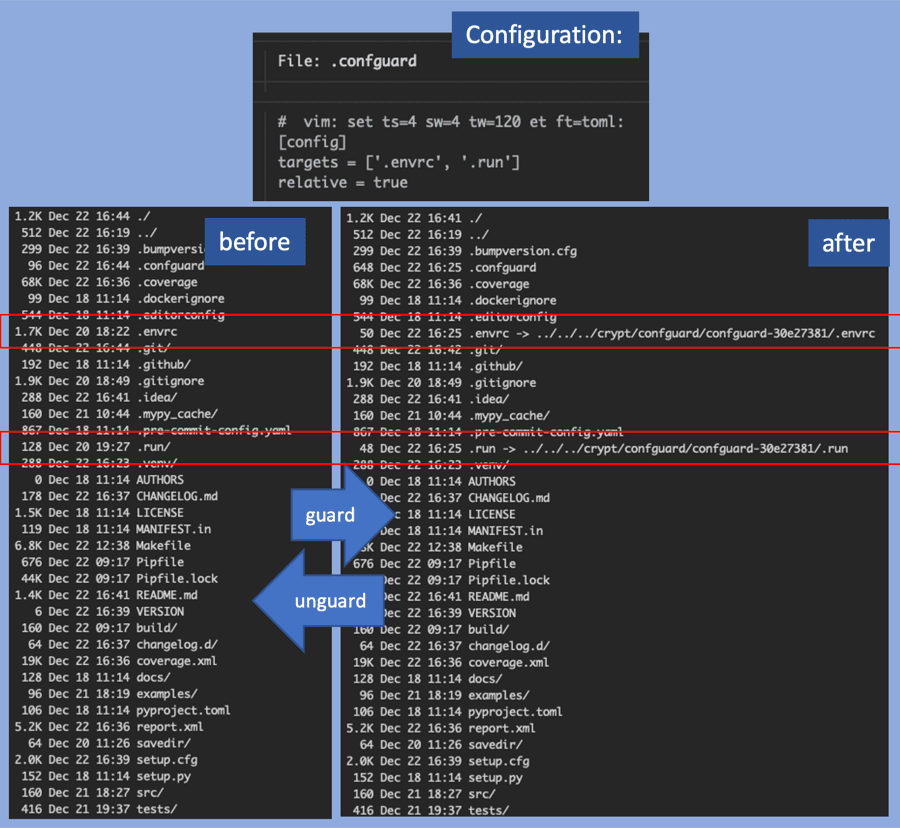 Configuration:
File: .confguard
#  vim: set ts=4 sw=4 tw=120 et ft=toml:
[config]
targets = ['.envrc', '.run']
relative = true
before
1.2K Dec 22 16:44 ./
512 Dec 22 16:19 ../
299 Dec 22 16:39 .bumpversi
96 Dec 22 16:44 .confguard
68K Dec 22 16:36 .coverage
99 Dec 18 11:14 .dockerignore
544 Dec 18 11:14 .editorconfig
1.7K Dec 20 18:22 .envrc
448 Dec 22 16:44 .git/
192 Dec 18 11:14 .github/
1.9K Dec 20 18:49 .gitignore
288 Dec 22 16:41 .idea/
160 Dec 21 10:44 .mypy_cache/
867 Dec 18 11:14 .pre-commit-config.yaml
128 Dec 20 19:27 .run/
288 Dec 22 16:23 .venv/
0 Dec 18 11:14 AUTHORS
178 Dec 22 16:37 CHANGELOG.md
1.5K Dec 18 11:14 LICENSE
119 Dec 18 11:14 MANIFEST.in
6.8K Dec 22 12:38 Makefile
676 Dec 22 09:17 Pipfile
44K Dec 22 09:17 Pipfile.lock
1.4K Dec 22 16:41 README.md
6 Dec 22 16:39 VERSION
160 Dec 22 09:17 build/
64 Dec 22 16:37 changelog.d/
19K Dec 22 16:36 coverage.xml
128 Dec 18 11:14 docs/
96 Dec 21 18:19 examples/
106 Dec 18 11:14 pyproject.toml
5.2K Dec 22 16:36 report.xml
64 Dec 20 11:26 savedir/
2.0K Dec 22 16:39 setup.cfg
152 Dec 18 11:14 setup.py
160 Dec 21 18:27 src/
416 Dec 21 19:37 tests/
guard
unguard
after
1.2K Dec 22 16:41 ./
512 Dec 22 16:19 ../
299 Dec 22 16:39 .bumpversion.cfg
648 Dec 22 16:25 .confguard
68K Dec 22 16:36 .coverage
99 Dec 18 11:14 .dockerignore
544 Dec 18 11:14 .editorconfig
50 Dec 22 16:25 .envrc -> ../../../crypt/confguard/confguard-30e27381/.envrc
448 Dec 22 16:42 .git/
192 Dec 18 11:14 .github/
1.9K Dec 20 18:49 .gitignore
288 Dec 22 16:41 .idea/
160 Dec 21 10:44 .mypy_cache/
867 Dec 18 11:14 .pre-commit-config.yaml
48 Dec 22 16:25 .run -> ../../../crypt/confguard/confguard-30e27381/.run
288 Dec 22 16:23 .venv/
0 Dec 18 11:14 AUTHORS
Dec 22 16:37 CHANGELOG.md
18 11:14 LICENSE
18 11:14 MANIFEST.in
Dec 22 12:38 Makefile
676 Dec 22 09:17 Pipfile
22 09:17 Pipfile.lock
22 16:41 README.md
22 16:39 VERSION
160 Dec 22 09:17 build/
64 Dec 22 16:37 changelog.d/
19K Dec 22 16:36 coverage.xml
128 Dec 18 11:14 docs/
96 Dec 21 18:19 examples/
106 Dec 18 11:14 pyproject.toml
5.2K Dec 22 16:36 report.xml
64 Dec 20 11:26 savedir/
2.0K Dec 22 16:39 setup.cfg
152 Dec 18 11:14 setup.py
160 Dec 21 18:27 src/
416 Dec 21 19:37 tests/